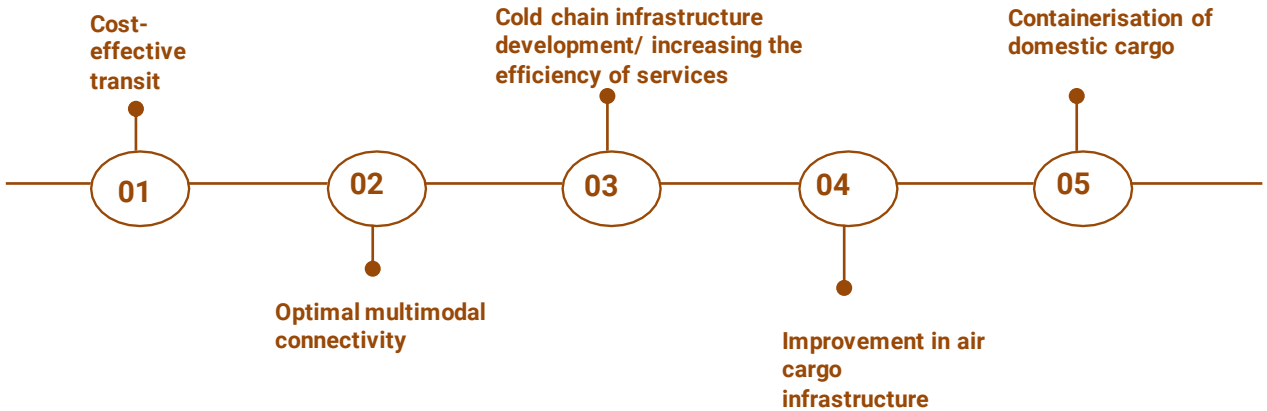 Cost-
effective
transit
01
02
Optimal multimodal
connectivity
Cold chain infrastructure
development/ increasing the
efficiency of services
03
04
Improvement in air
cargo
infrastructure
Containerisation of
domestic cargo
05